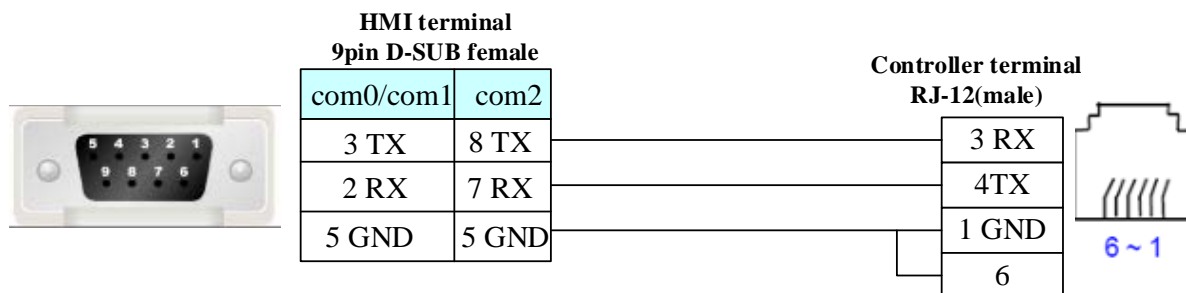 HMI terminal
9pin D-SUB female
Controller terminal
RJ-12(male)
com0/com1 com2
3 TX 8 TX 3 RX
2 RX 7 RX 4TX
5 GND 5 GND 1 GND
6
5 4 3 2 1
9 8 7 6
6 ~ 1